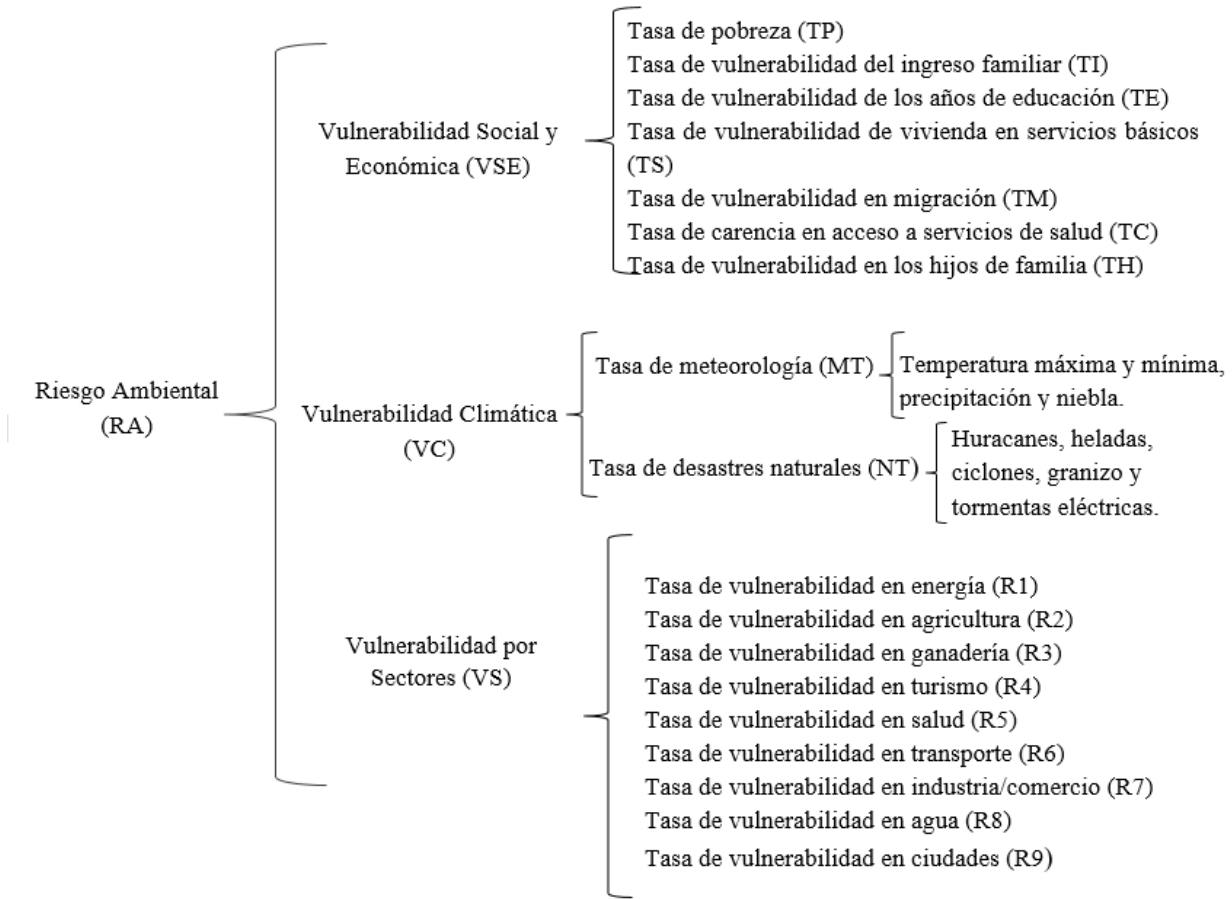 Riesgo Ambiental
(RA)
Vulnerabilidad Social y
Económica (VSE)
Tasa de pobreza (TP)
Tasa de vulnerabilidad del ingreso familiar (TI)
Tasa de vulnerabilidad de los años de educación (TE)
Tasa de vulnerabilidad de vivienda en servicios básicos
(TS)
Tasa de vulnerabilidad en migración (TM)
Tasa de carencia en acceso a servicios de salud (TC)
Tasa de vulnerabilidad en los hijos de familia (TH)
Vulnerabilidad Climática
(VC)
Tasa de meteorología (MT)
Temperatura máxima y mínima,
precipitación y niebla.
Tasa de desastres naturales (NT)
Huracanes, heladas,
ciclones, granizo y
tormentas eléctricas.
Vulnerabilidad por
Sectores (VS)
Tasa de vulnerabilidad en energía (R1)
Tasa de vulnerabilidad en agricultura (R2)
Tasa de vulnerabilidad en ganadería (R3)
Tasa de vulnerabilidad en turismo (R4)
Tasa de vulnerabilidad en salud (R5)
Tasa de vulnerabilidad en transporte (R6)
Tasa de vulnerabilidad en industria/comercio (R7)
Tasa de vulnerabilidad en agua (R8)
Tasa de vulnerabilidad en ciudades (R9)